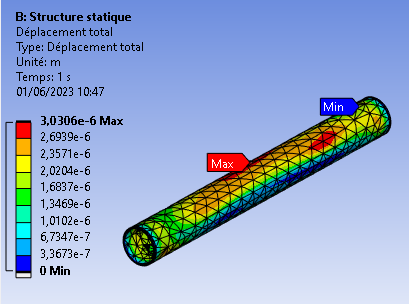 B: Structure statique
Déplacement total
Type: Déplacement total
Unité: m
Temps: 1 s
01/06/2023 10:47
3,0306e-6 Max
2,6939e-6
2,3571e-6
2,0204e-6
1,6837e-6
1,3469e-6
1,0102e-6
6,7347e-7
3,3673e-7
0 Min
Min
Max